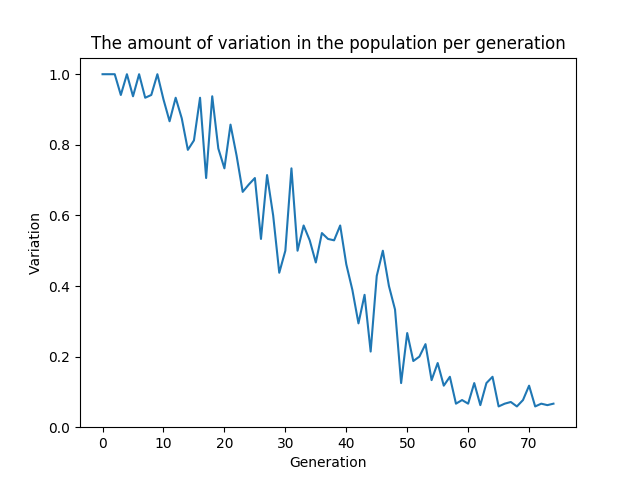 The amount of variation in the population per generation
1.0
0.8
0.6
0.4
0.2
0.0
Variation
0 10 20 30 40 50 60 70
Generation